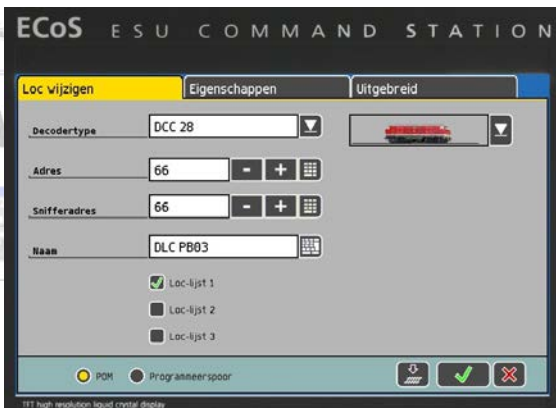 ECoS ESU COMMAND STATION
Loc wijzigen Eigenschappen Uitgebreid
Decodertype DCC 28
Adres 66 - +
Snifferadres 66 - +
Naam DLC PB03
Loc-lijst 1
Loc-lijst 2
Loc-lijst 3
POM Programmeerspoor
TFT high resolution liquid crystal display